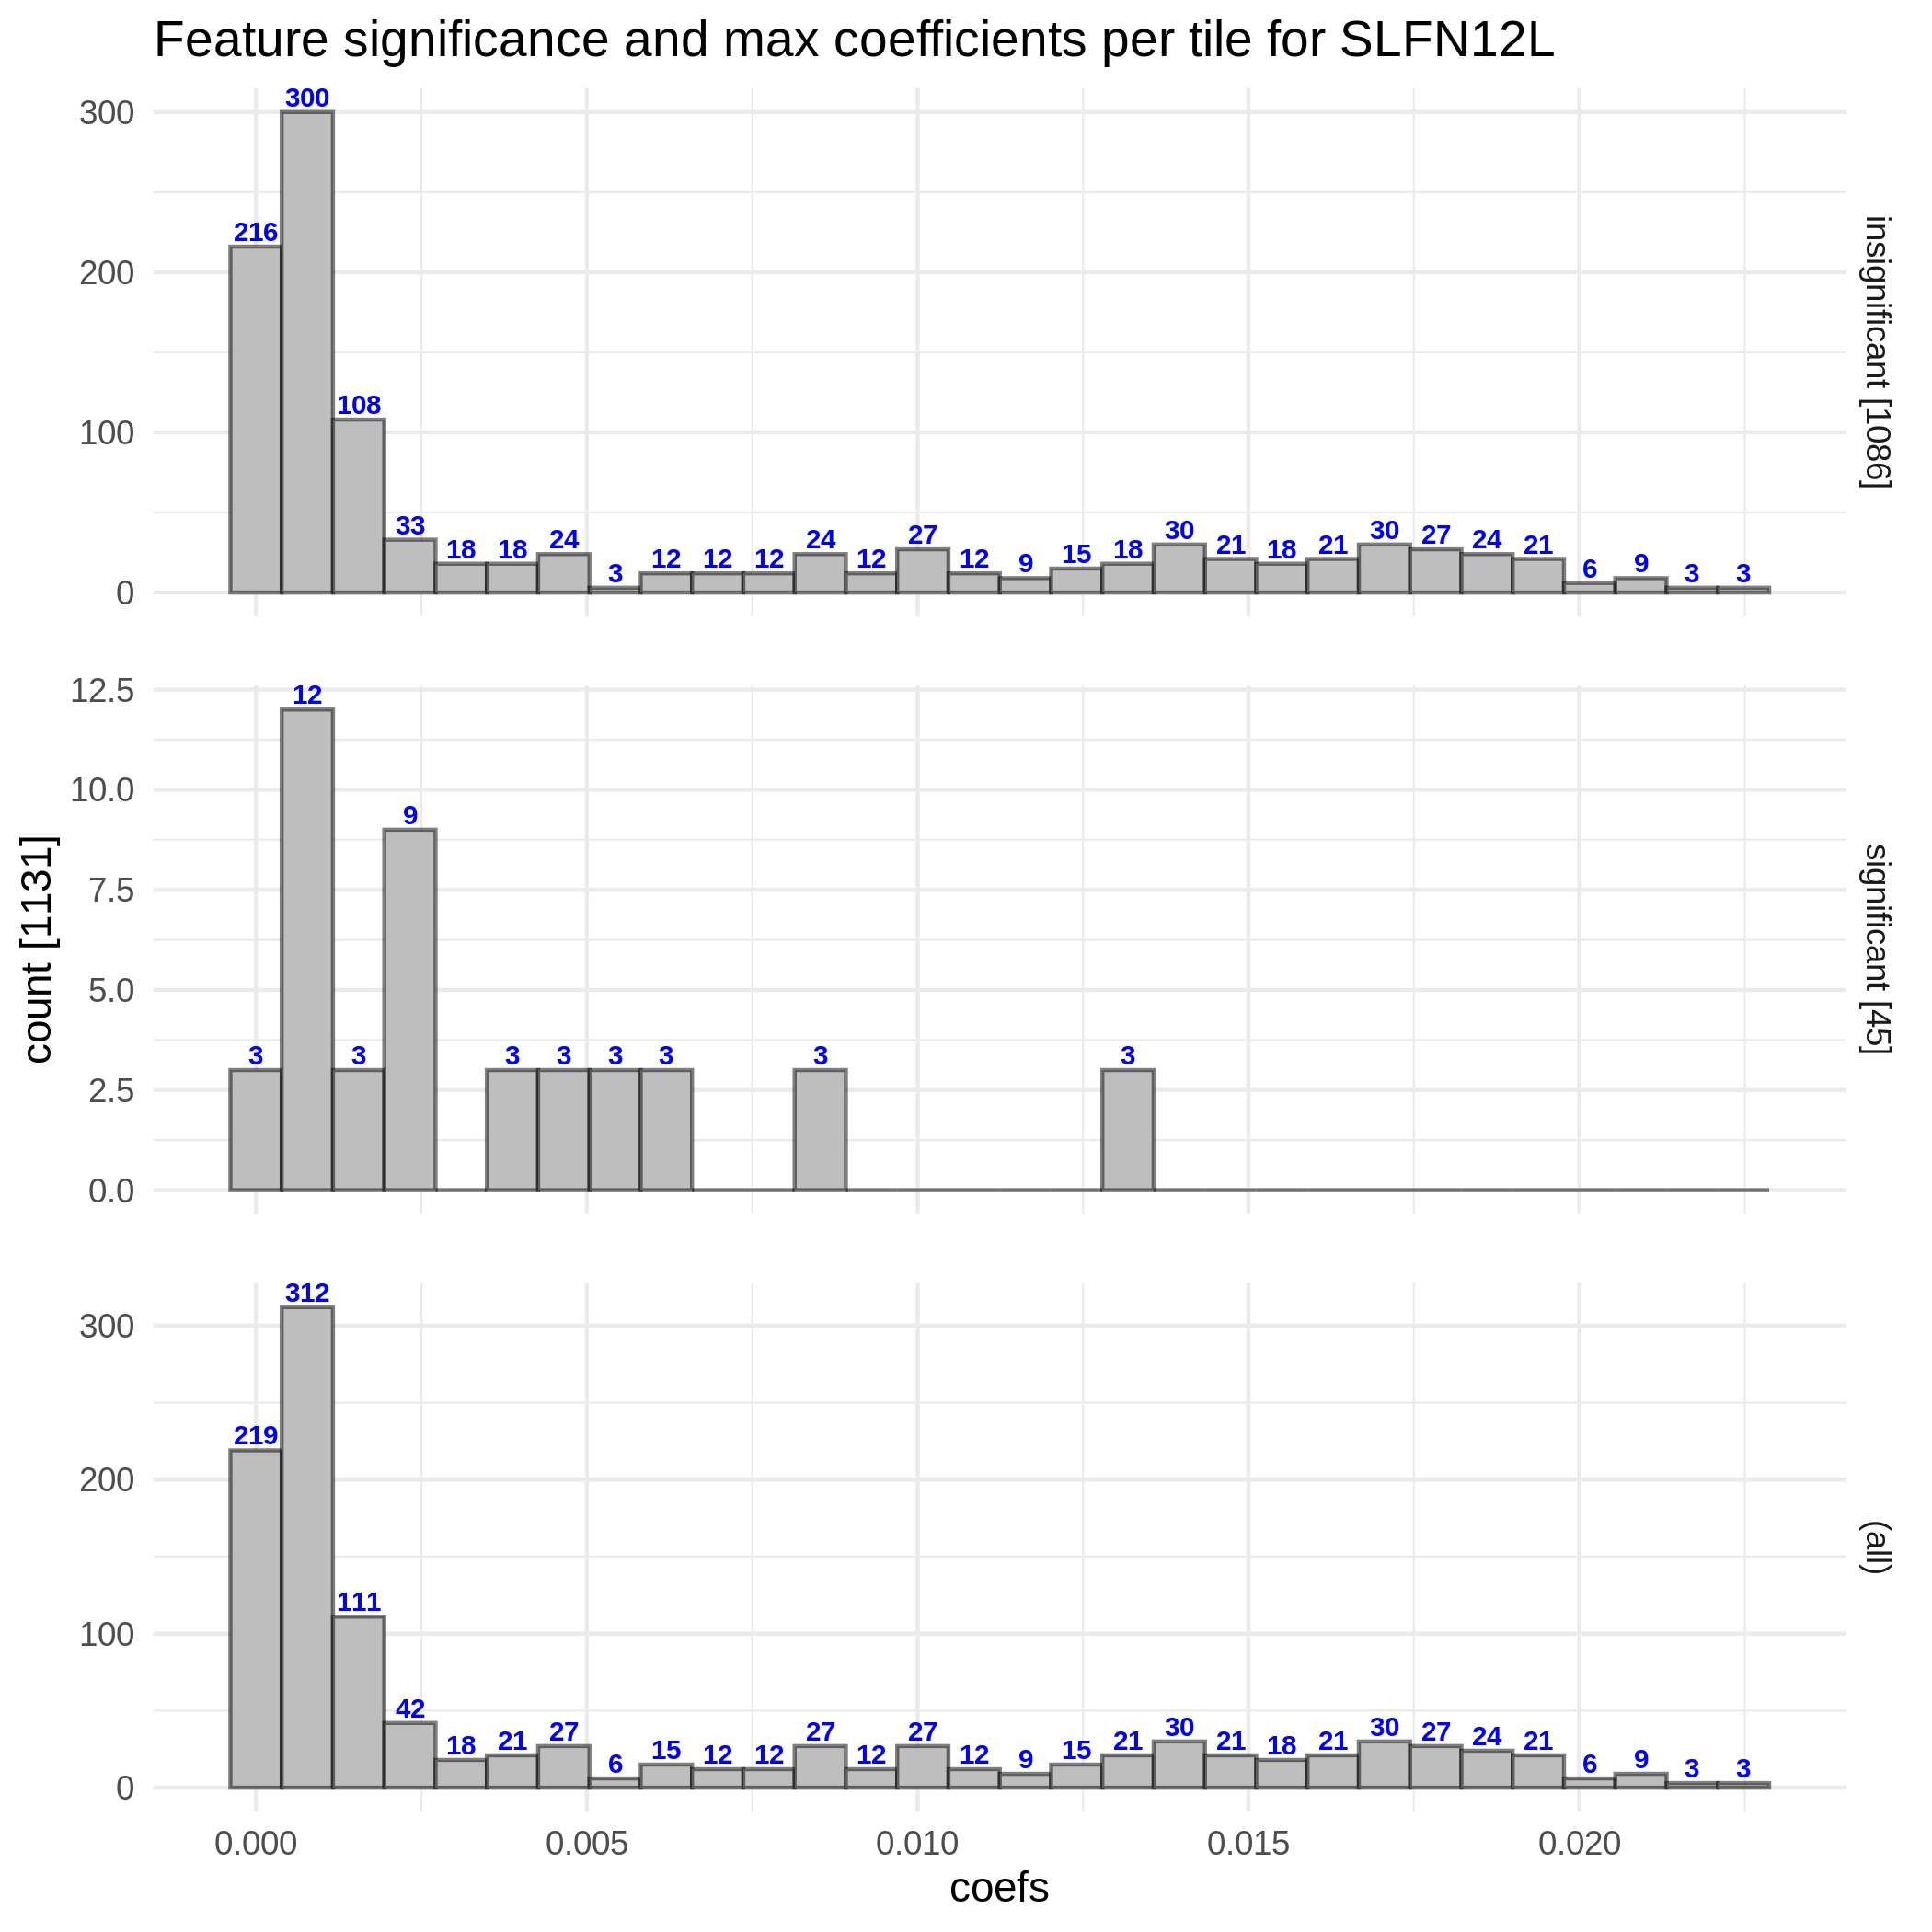 Feature significance and max coefficients per tile for SLFN12L
300
200
100
0
216 300 108 33 18 18 24 3 12 12 12 24 12 27 12 9 15 18 30 21 18 21 30 27 24 21 6 9 3 3
insignificant [1086]
12.5
10.0
7.5
5.0
2.5
0.0
3 12 3 9 3 3 3 3 3 3
significant [45]
count [1131]
300
200
100
0
219 312 111 42 18 21 27 6 15 12 12 27 12 27 12 9 15 21 30 21 18 21 30 27 24 21 6 9 3 3
(all)
0.000 0.005 0.010 0.015 0.020
coefs